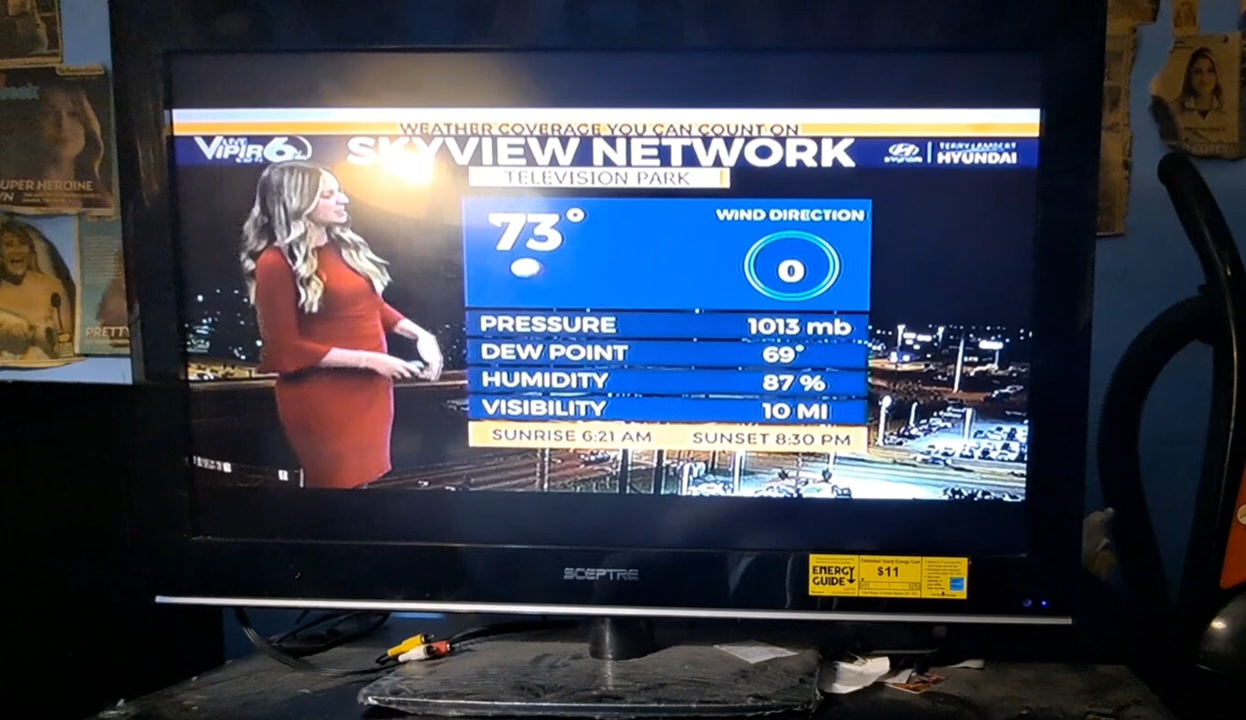 WEATHER COVERAGE YOU CAN COUNT ON
LIVE
VIPIR 6
SKYVIEW NETWORK
HYUNDAI
TELEVISION PARK
73°
WIND DIRECTION
0
PRESSURE 1013 mb
DEW POINT 69°
HUMIDITY 87 %
VISIBILITY 10 MI
SUNRISE 6:21 AM SUNSET 8:30 PM
UPER HEROINE
PRETTY
SCEPTRE
ENERGY
GUIDE
$11